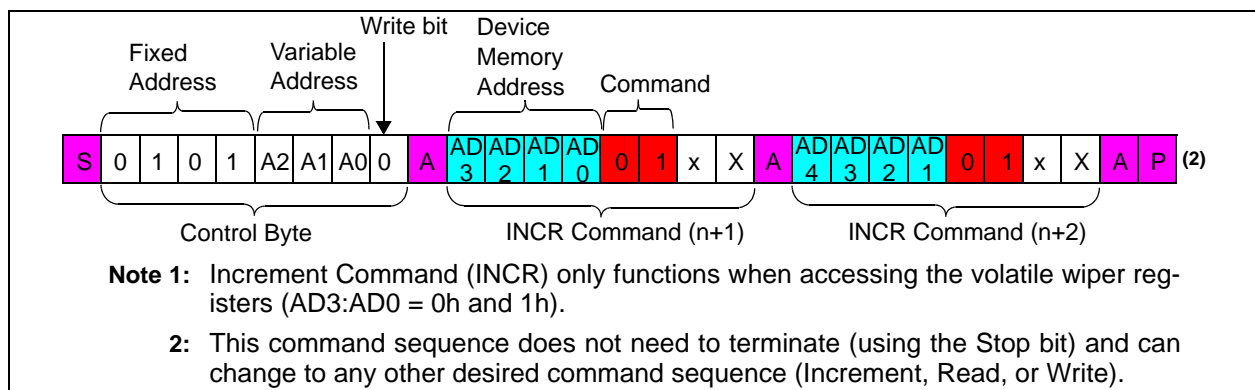 Write bit
Device Memory Address
Fixed Address
Variable Address
Command
S 0 1 0 1 A2 A1 A0 0 A AD3 AD2 AD1 AD0 0 1 x X A AD4 AD3 AD2 AD1 0 1 x X A P (2)
Control Byte
INCR Command (n+1)
INCR Command (n+2)
Note 1: Increment Command (INCR) only functions when accessing the volatile wiper reg-
isters (AD3:AD0 = 0h and 1h).
2: This command sequence does not need to terminate (using the Stop bit) and can
change to any other desired command sequence (Increment, Read, or Write).